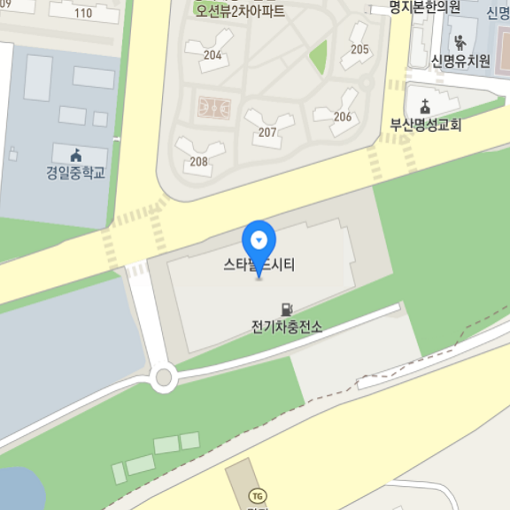 09
110
오션뷰2차아파트
204
205
206
207
208
명지본한의원
신명유치원
신명
부산명성교회
경일중학교
스타필드시티
전기차충전소
TG